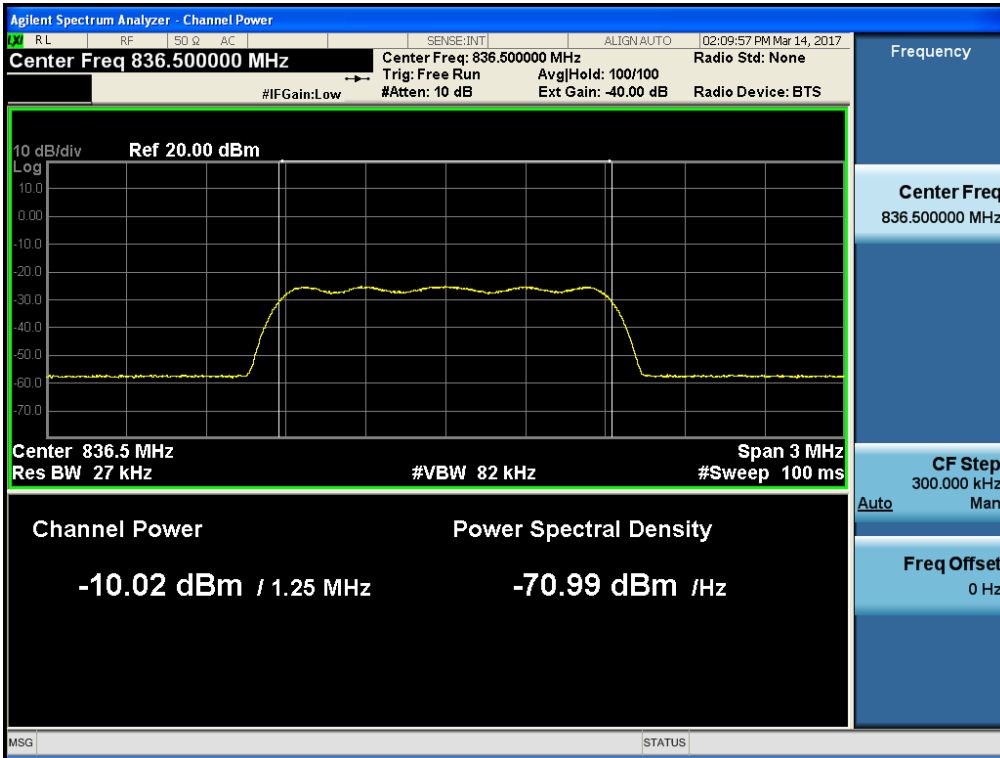 Agilent Spectrum Analyzer - Channel Power
LXI RL RF 50 Ω AC SENSE:INT ALIGN AUTO 02:09:57 PM Mar 14, 2017
Center Freq 836.500000 MHz
Center Freq: 836.500000 MHz Radio Std: None
Trig: Free Run Avg|Hold: 100/100
#IFGain:Low #Atten: 10 dB Ext Gain: -40.00 dB Radio Device: BTS
10 dB/div Ref 20.00 dBm
Log
10.0
0.00
-10.0
-20.0
-30.0
-40.0
-50.0
-60.0
-70.0
Center 836.5 MHz Span 3 MHz
Res BW 27 kHz #VBW 82 kHz #Sweep 100 ms
Channel Power Power Spectral Density
-10.02 dBm / 1.25 MHz -70.99 dBm /Hz
Frequency
Center Freq
836.500000 MHz
CF Step
300.000 kHz
Auto Man
Freq Offset
0 Hz
MSG STATUS